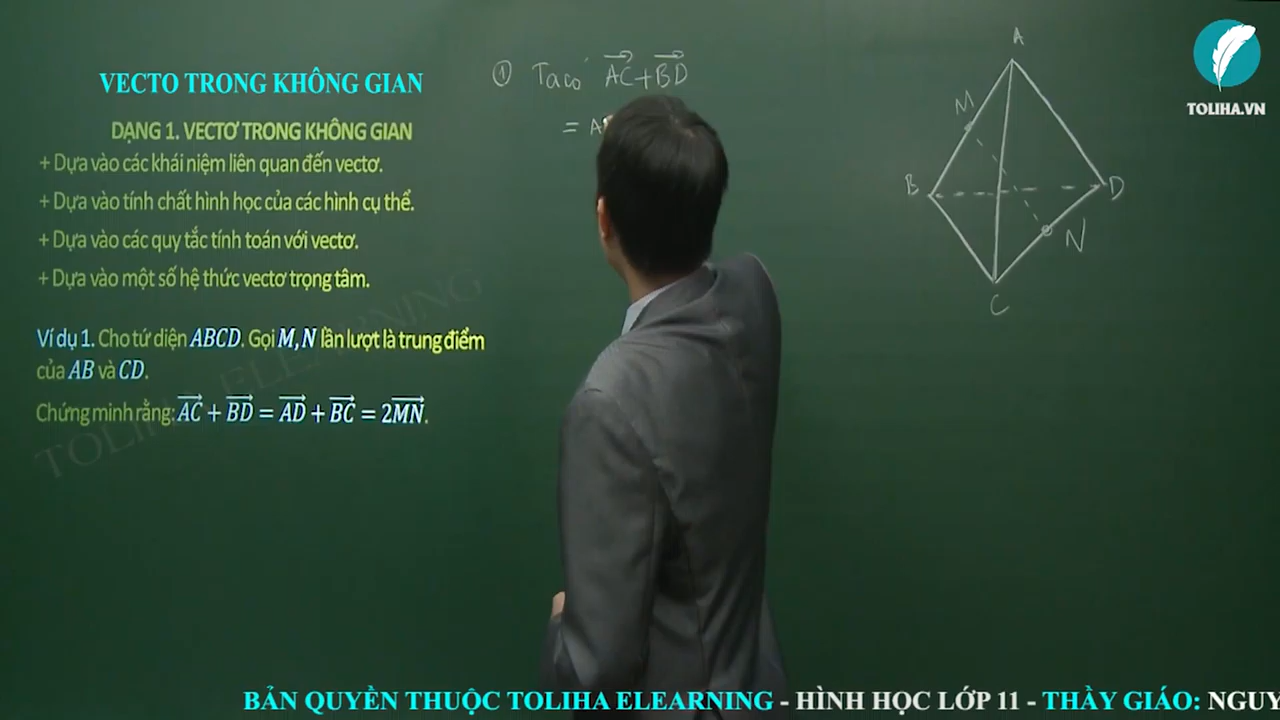 VECTO TRONG KHÔNG GIAN
DẠNG 1. VECTƠ TRONG KHÔNG GIAN
+ Dựa vào các khái niệm liên quan đến vectơ.
+ Dựa vào tính chất hình học của các hình cụ thể.
+ Dựa vào các quy tắc tính toán với vectơ.
+ Dựa vào một số hệ thức vectơ trọng tâm.
Ví dụ 1. Cho tứ diện ABCD. Gọi M,N lần lượt là trung điểm
của AB và CD.
Chứng minh rằng: \overrightarrow{AC} + \overrightarrow{BD} = \overrightarrow{AD} + \overrightarrow{BC} = 2\overrightarrow{MN}.
TOLIHA ELEARNING
① Ta có \overrightarrow{AC} + \overrightarrow{BD}
= A
A
M
B
D
N
C
TOLIHA.VN
BẢN QUYỀN THUỘC TOLIHA ELEARNING - HÌNH HỌC LỚP 11 - THẦY GIÁO: NGUY